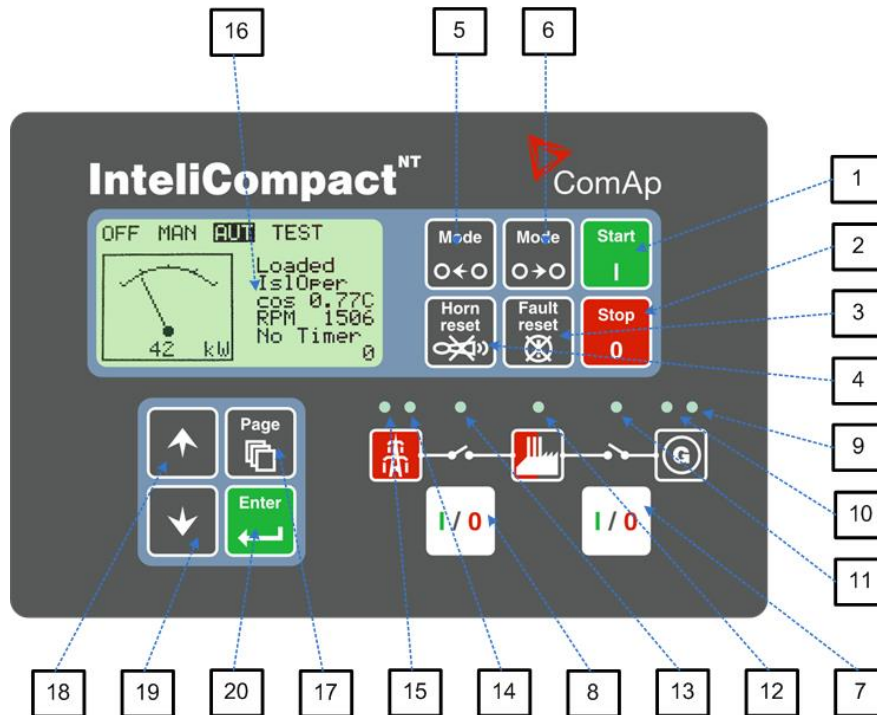 16
5
6
InteliCompact NT
ComAp
1
OFF MAN AUT TEST
Mode
Mode
Start
I
2
Loaded
IslOper
cos 0.77C
RPM 1506
No Timer
0
42 kW
Horn
reset
Fault
reset
Stop
0
3
4
Page
9
G
Enter
10
I / 0
I / 0
11
18
19
20
17
15
14
8
13
12
7